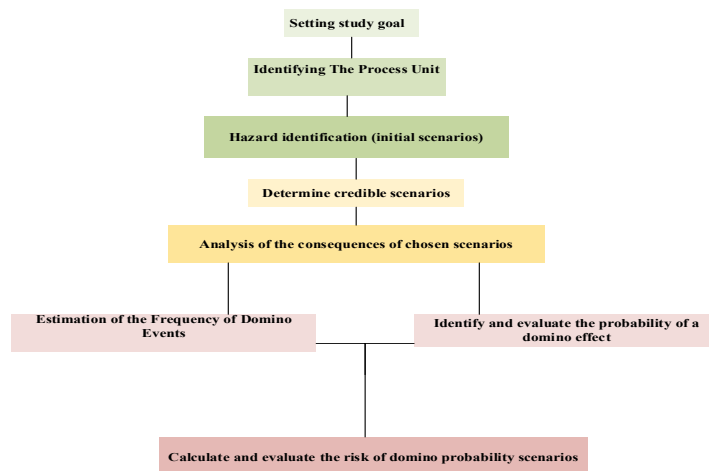 Setting study goal
Identifying The Process Unit
Hazard identification (initial scenarios)
Determine credible scenarios
Analysis of the consequences of chosen scenarios
Estimation of the Frequency of Domino
Events
Identify and evaluate the probability of a
domino effect
Calculate and evaluate the risk of domino probability scenarios